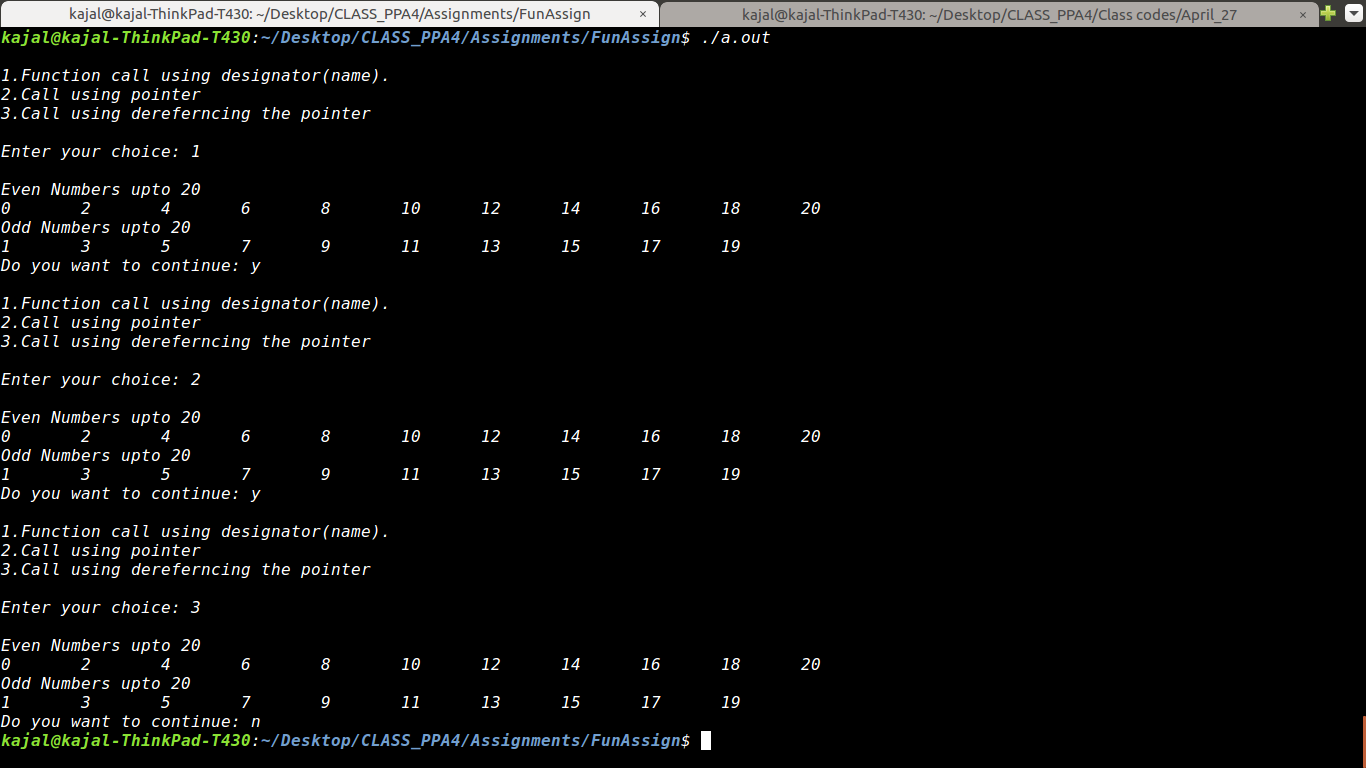 kajal@kajal-ThinkPad-T430: ~/Desktop/CLASS_PPA4/Assignments/FunAssign × kajal@kajal-ThinkPad-T430: ~/Desktop/CLASS_PPA4/Class codes/April_27 ×
kajal@kajal-ThinkPad-T430:~/Desktop/CLASS_PPA4/Assignments/FunAssign$ ./a.out
1.Function call using designator(name).
2.Call using pointer
3.Call using dereferncing the pointer
Enter your choice: 1
Even Numbers upto 20
0 2 4 6 8 10 12 14 16 18 20
Odd Numbers upto 20
1 3 5 7 9 11 13 15 17 19
Do you want to continue: y
1.Function call using designator(name).
2.Call using pointer
3.Call using dereferncing the pointer
Enter your choice: 2
Even Numbers upto 20
0 2 4 6 8 10 12 14 16 18 20
Odd Numbers upto 20
1 3 5 7 9 11 13 15 17 19
Do you want to continue: y
1.Function call using designator(name).
2.Call using pointer
3.Call using dereferncing the pointer
Enter your choice: 3
Even Numbers upto 20
0 2 4 6 8 10 12 14 16 18 20
Odd Numbers upto 20
1 3 5 7 9 11 13 15 17 19
Do you want to continue: n
kajal@kajal-ThinkPad-T430:~/Desktop/CLASS_PPA4/Assignments/FunAssign$